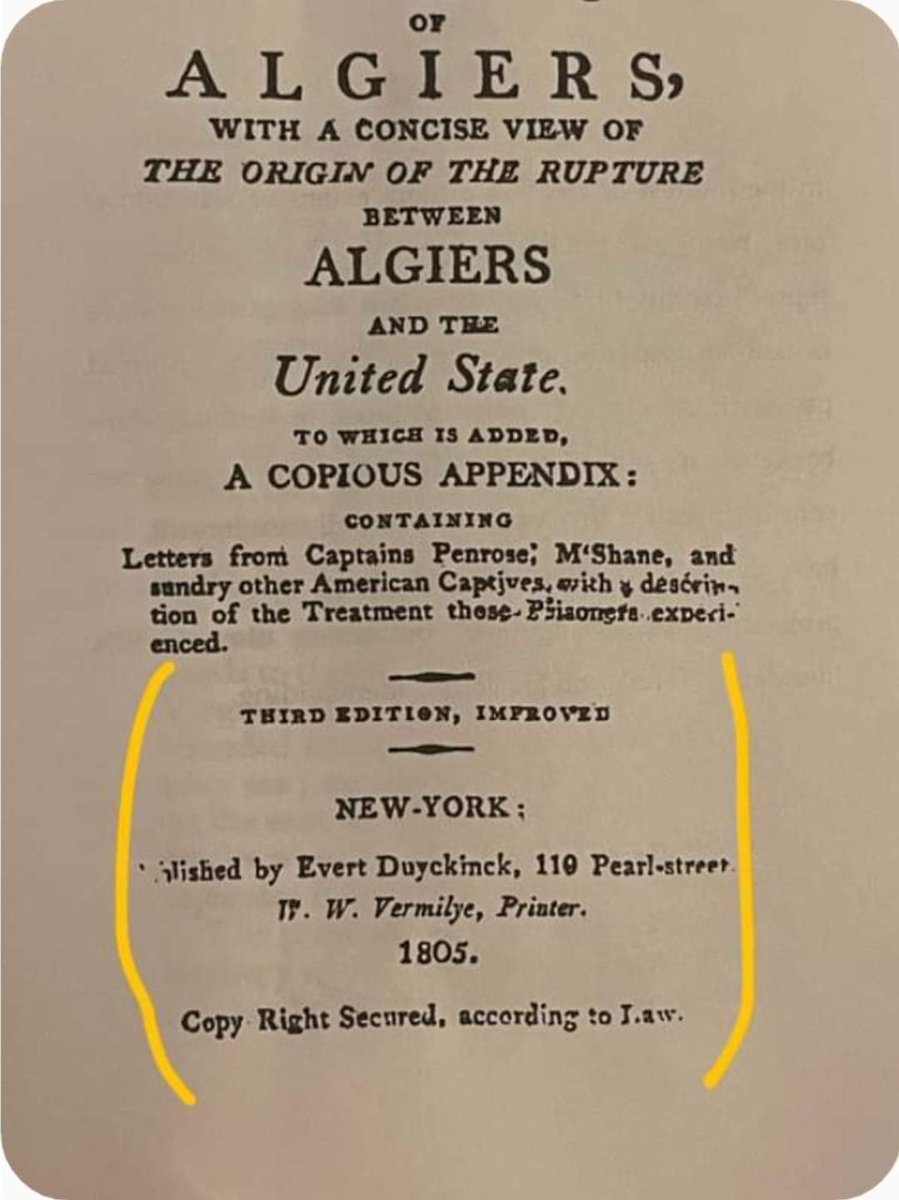 OF
ALGIERS,
WITH A CONCISE VIEW OF
THE ORIGIN OF THE RUPTURE
BETWEEN
ALGIERS
AND THE
United State.
TO WHICH IS ADDED,
A COPIOUS APPENDIX:
CONTAINING
Letters from Captains Penrose, M'Shane, and
sundry other American Captives, with a descrip-
tion of the Treatment those Prisoners experi-
enced.
THIRD EDITION, IMPROVED
NEW-YORK:
lished by Evert Duyckinck, 110 Pearl-street.
W. W. Vermilye, Printer.
1805.
Copy Right Secured, according to Law.